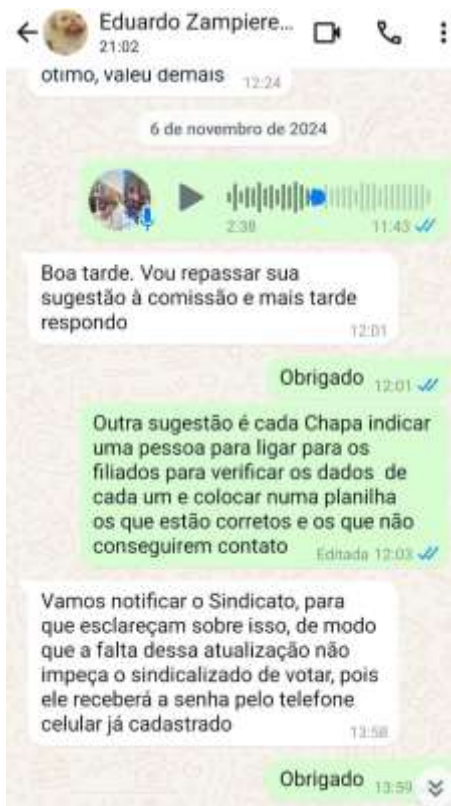 Eduardo Zampiere...
21:02
otimo, valeu demais 12:24
6 de novembro de 2024
2:38 11:43
Boa tarde. Vou repassar sua
sugestão à comissão e mais tarde
respondo
12:01
Obrigado 12:01
Outra sugestão é cada Chapa indicar
uma pessoa para ligar para os
filiados para verificar os dados de
cada um e colocar numa planilha
os que estão corretos e os que não
conseguirem contato Editada 12:03
Vamos notificar o Sindicato, para
que esclareçam sobre isso, de modo
que a falta dessa atualização não
impeça o sindicalizado de votar, pois
ele receberá a senha pelo telefone
celular já cadastrado 13:58
Obrigado 13:59